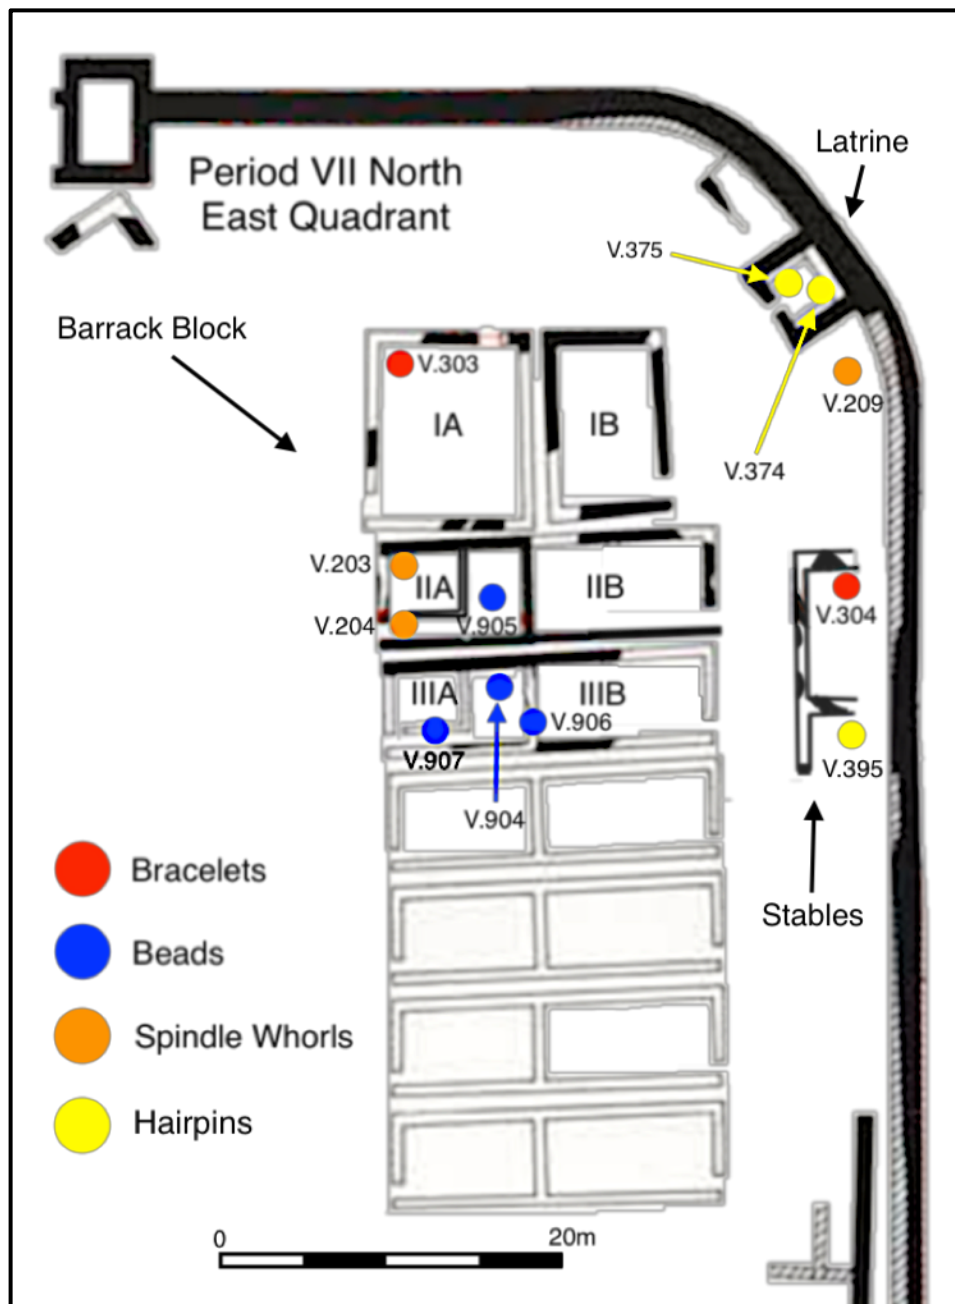 Period VII North
East Quadrant
Latrine
V.375
Barrack Block
V.303
IA
IB
V.209
V.374
V.203
IIA
IIB
V.204
V.905
V.304
IIIA
IIIB
V.906
V.907
V.395
V.904
Bracelets
Stables
Beads
Spindle Whorls
Hairpins
0
20m